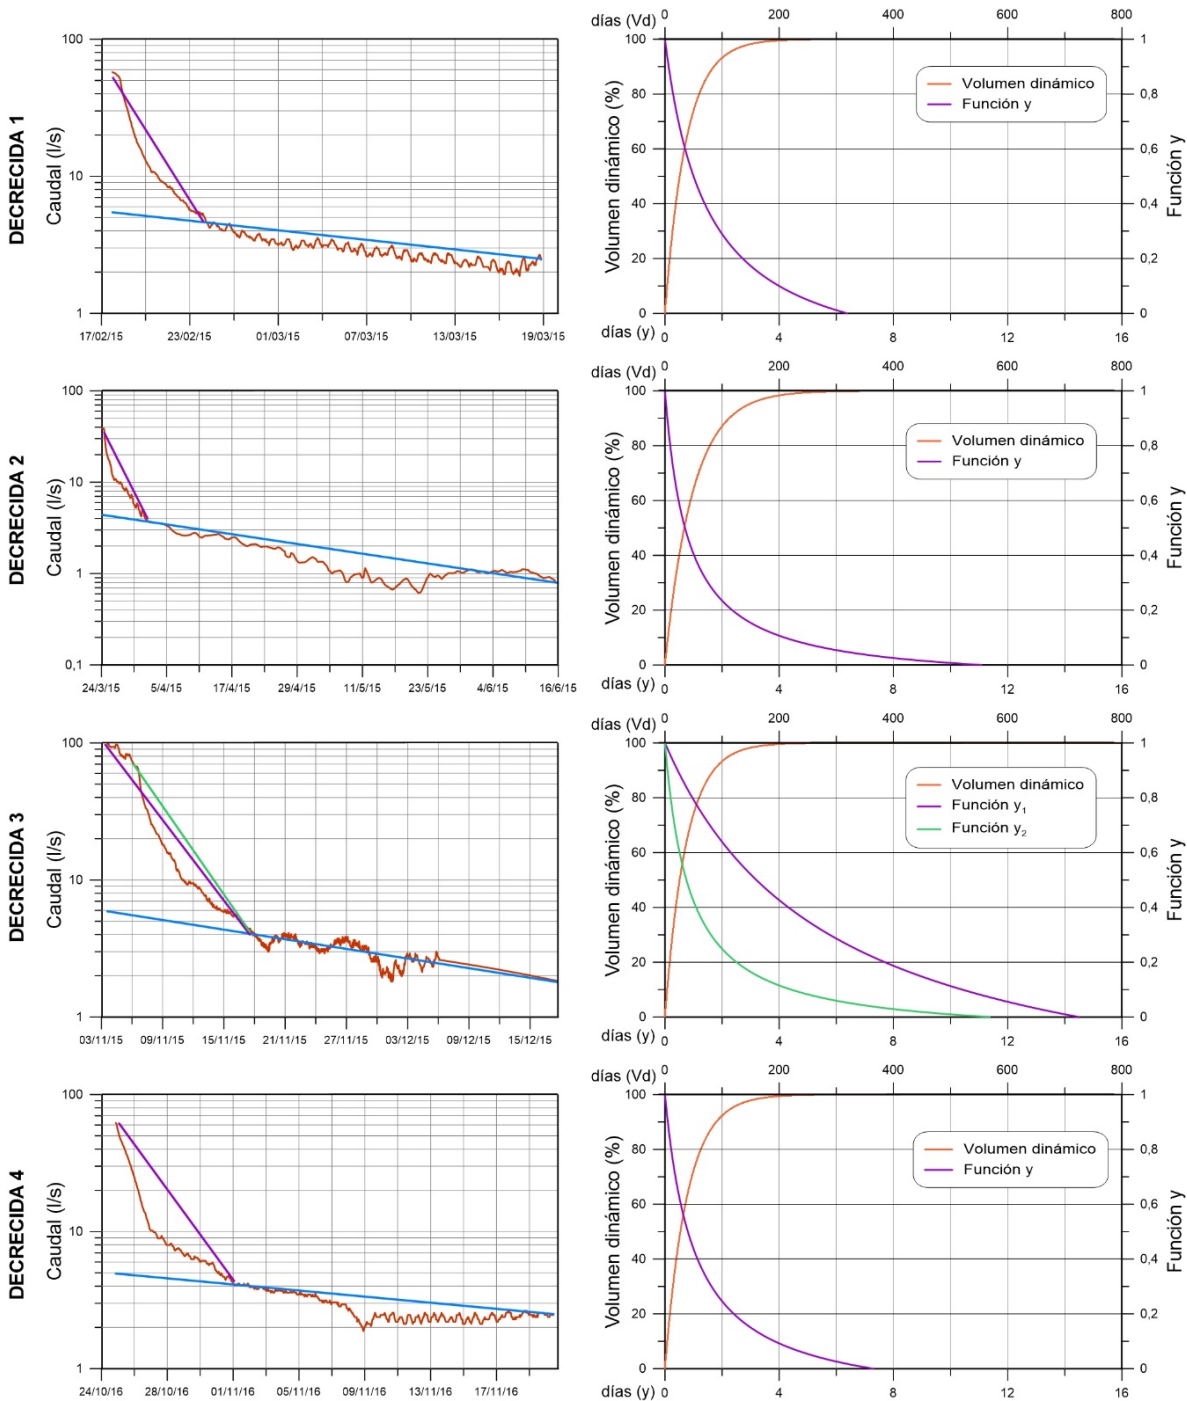 días (Vd)
0 200 400 600 800
DECRECIDA 1
Caudal (l/s)
100
10
1
17/02/15 23/02/15 01/03/15 07/03/15 13/03/15 19/03/15
Volumen dinámico (%)
100
80
60
40
20
0
Volumen dinámico
Función y
1
0,8
0,6
0,4
0,2
0
Función y
días (y)
0 4 8 12 16
días (Vd)
0 200 400 600 800
DECRECIDA 2
Caudal (l/s)
100
10
1
0,1
24/3/15 5/4/15 17/4/15 29/4/15 11/5/15 23/5/15 4/6/15 16/6/15
Volumen dinámico (%)
100
80
60
40
20
0
Volumen dinámico
Función y
1
0,8
0,6
0,4
0,2
0
Función y
días (y)
0 4 8 12 16
días (Vd)
0 200 400 600 800
DECRECIDA 3
Caudal (l/s)
100
10
1
03/11/15 09/11/15 15/11/15 21/11/15 27/11/15 03/12/15 09/12/15 15/12/15
Volumen dinámico (%)
100
80
60
40
20
0
Volumen dinámico
Función y₁
Función y₂
1
0,8
0,6
0,4
0,2
0
Función y
días (y)
0 4 8 12 16
días (Vd)
0 200 400 600 800
DECRECIDA 4
Caudal (l/s)
100
10
1
24/10/16 28/10/16 01/11/16 05/11/16 09/11/16 13/11/16 17/11/16
Volumen dinámico (%)
100
80
60
40
20
0
Volumen dinámico
Función y
1
0,8
0,6
0,4
0,2
0
Función y
días (y)
0 4 8 12 16